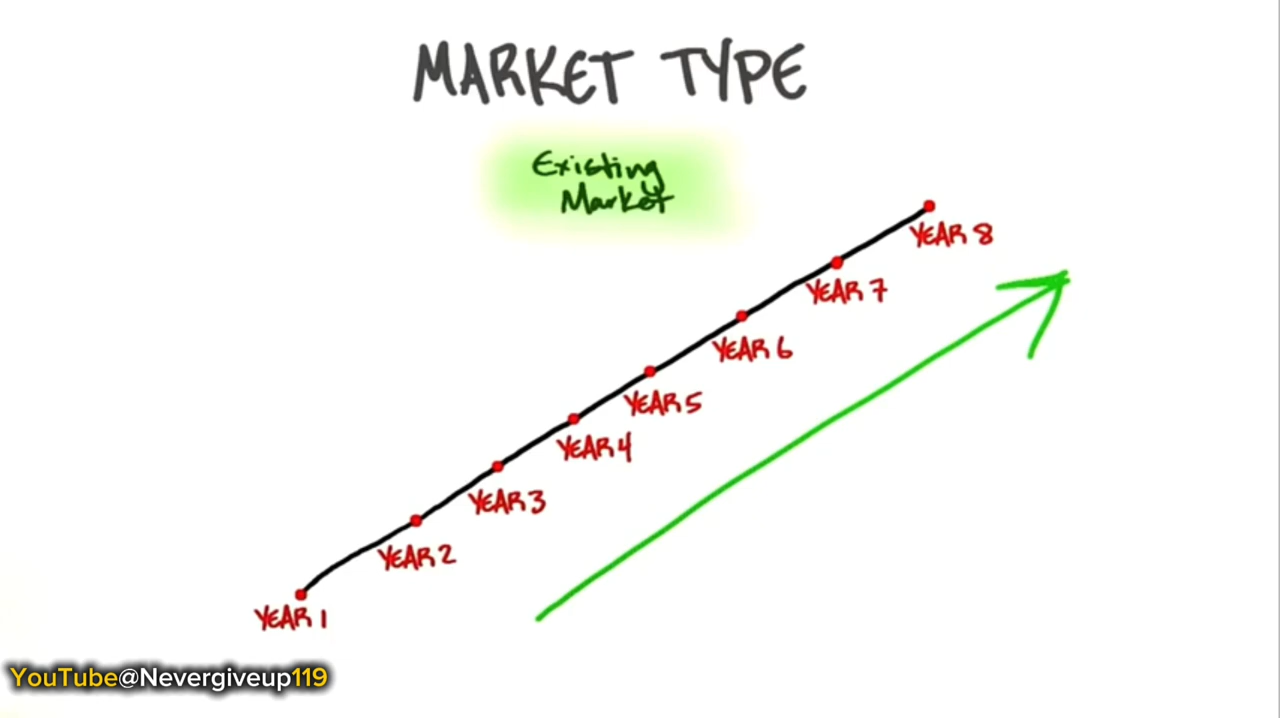 MARKET TYPE
Existing
Market
YEAR 8
YEAR 7
YEAR 6
YEAR 5
YEAR 4
YEAR 3
YEAR 2
YEAR 1
YouTube@Nevergiveup119